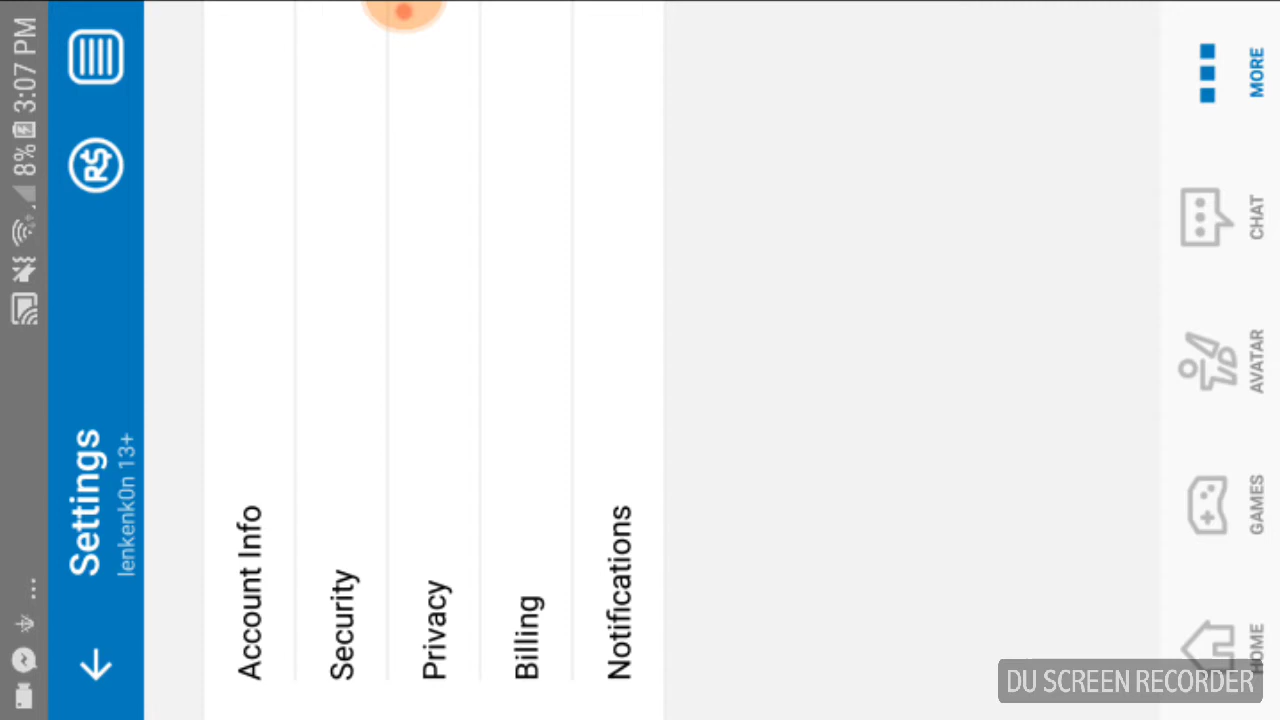 8% 3:07 PM
Settings
lenkenk0n 13+
R$
Account Info
Security
Privacy
Billing
Notifications
HOME
GAMES
AVATAR
CHAT
MORE
DU SCREEN RECORDER